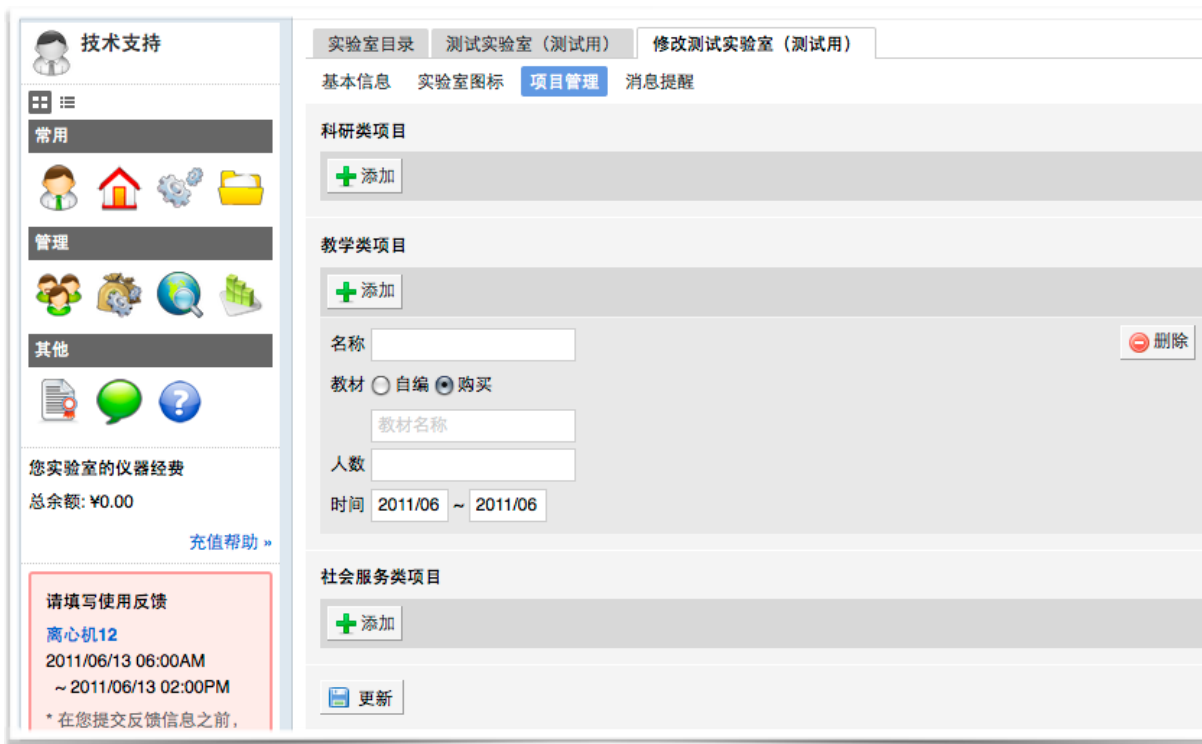 技术支持
常用
管理
其他
您实验室的仪器经费
总余额: ¥0.00
充值帮助 »
请填写使用反馈
离心机12
2011/06/13 06:00AM
~ 2011/06/13 02:00PM
* 在您提交反馈信息之前,
实验室目录 测试实验室（测试用） 修改测试实验室（测试用）
基本信息 实验室图标 项目管理 消息提醒
科研类项目
添加
教学类项目
添加
名称 删除
教材 自编 购买
教材名称
人数
时间 2011/06 ~ 2011/06
社会服务类项目
添加
更新